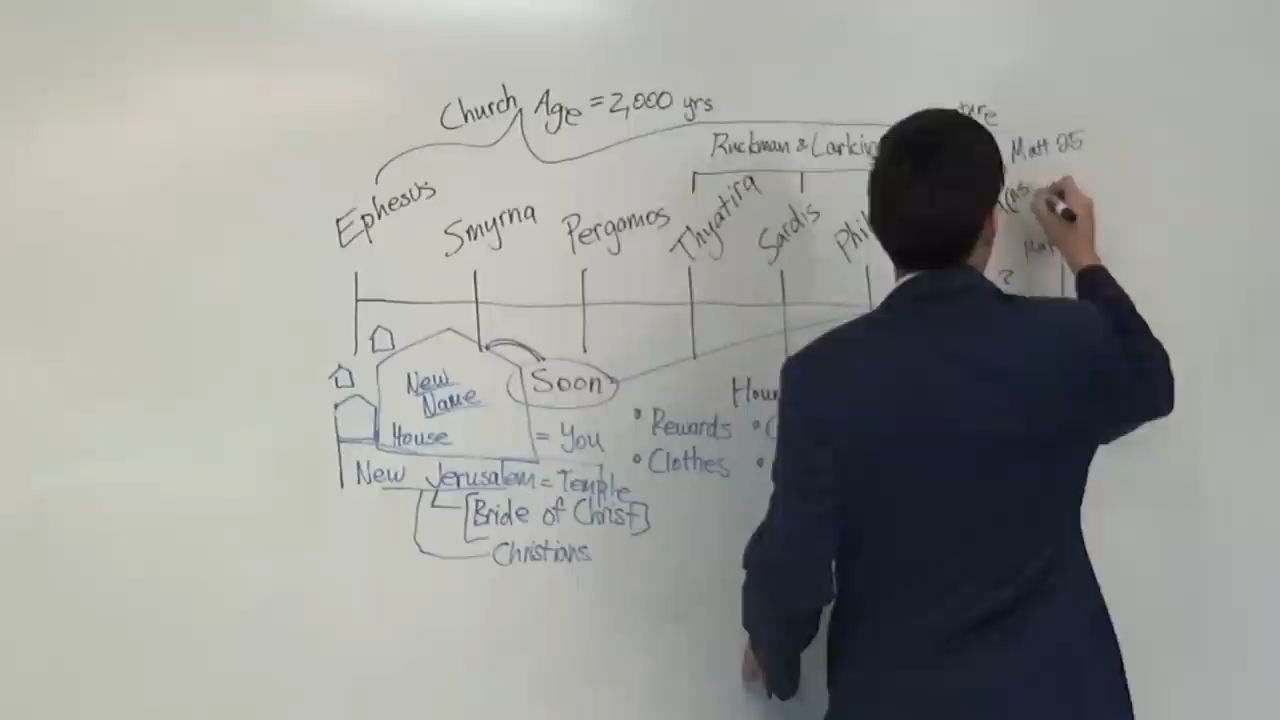 Church Age = 2,000 yrs
Ruckman & Larkin
Matt 25
Ephesus
Smyrna
Pergamos
Thyatira
Sardis
Phil
?
New
Name
House
Soon
= You
• Rewards
• Clothes
New Jerusalem = Temple
[Bride of Christ]
Christians